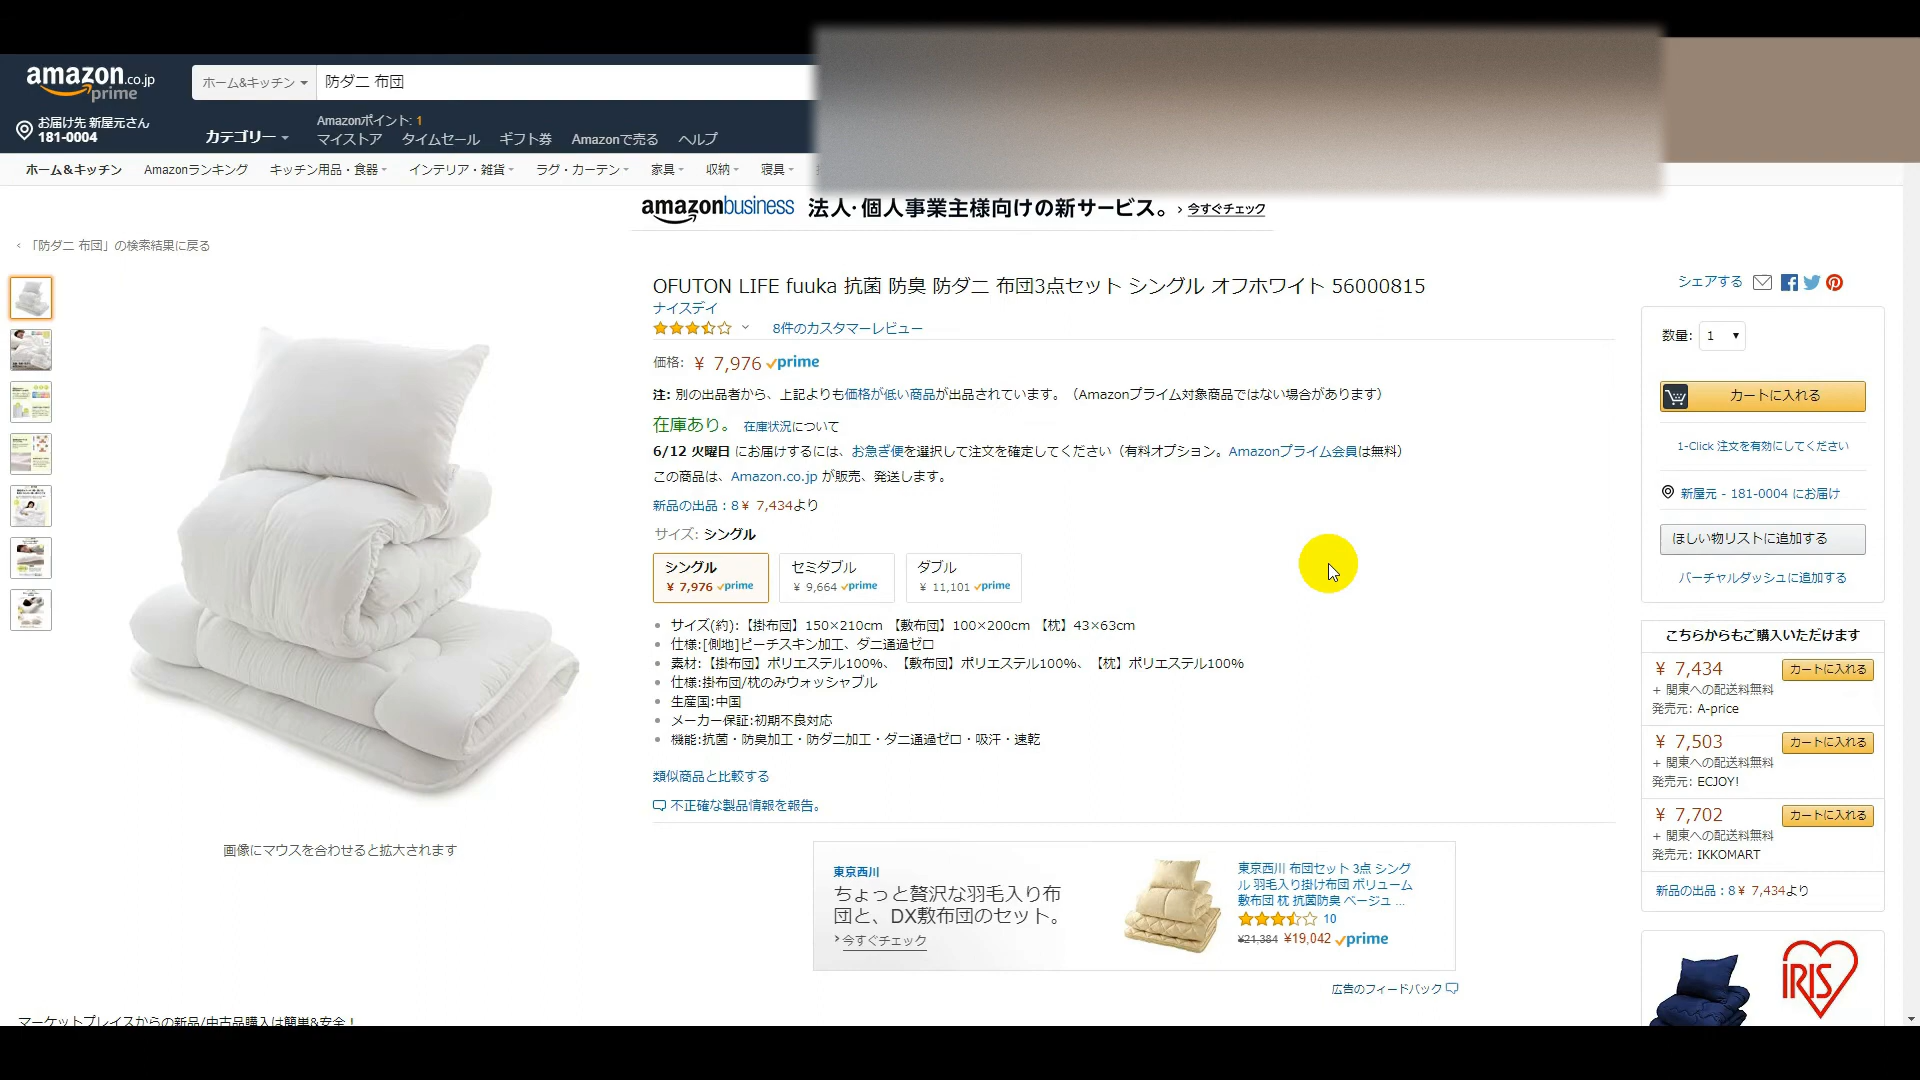 amazon.co.jp
prime
ホーム&キッチン
防ダニ 布団
お届け先 新屋元さん
181-0004
カテゴリー
Amazonポイント: 1
マイストア タイムセール ギフト券 Amazonで売る ヘルプ
ホーム&キッチン Amazonランキング キッチン用品・食器 インテリア・雑貨 ラグ・カーテン 家具 収納 寝具
amazonbusiness 法人・個人事業主様向けの新サービス。 › 今すぐチェック
‹ 「防ダニ 布団」の検索結果に戻る
OFUTON LIFE fuuka 抗菌 防臭 防ダニ 布団3点セット シングル オフホワイト 56000815
ナイスデイ
8件のカスタマーレビュー
価格: ¥ 7,976 prime
注: 別の出品者から、上記よりも価格が低い商品が出品されています。（Amazonプライム対象商品ではない場合があります）
在庫あり。 在庫状況について
6/12 火曜日 にお届けするには、お急ぎ便を選択して注文を確定してください（有料オプション。Amazonプライム会員は無料）
この商品は、Amazon.co.jp が販売、発送します。
新品の出品：8¥ 7,434より
サイズ: シングル
シングル
¥ 7,976 prime
セミダブル
¥ 9,664 prime
ダブル
¥ 11,101 prime
サイズ(約):【掛布団】150×210cm 【敷布団】100×200cm 【枕】43×63cm
仕様:[側地]ピーチスキン加工、ダニ通過ゼロ
素材:【掛布団】ポリエステル100%、【敷布団】ポリエステル100%、【枕】ポリエステル100%
仕様:掛布団/枕のみウォッシャブル
生産国:中国
メーカー保証:初期不良対応
機能:抗菌・防臭加工・防ダニ加工・ダニ通過ゼロ・吸汗・速乾
類似商品と比較する
不正確な製品情報を報告。
画像にマウスを合わせると拡大されます
東京西川
ちょっと贅沢な羽毛入り布
団と、DX敷布団のセット。
› 今すぐチェック
東京西川 布団セット 3点 シング
ル 羽毛入り掛け布団 ボリューム
敷布団 枕 抗菌防臭 ベージュ ...
10
¥21,384 ¥19,042 prime
広告のフィードバック
マーケットプレイスからの新品/中古品購入は簡単&安全！
シェアする
数量: 1
カートに入れる
1-Click 注文を有効にしてください
新屋元 - 181-0004 にお届け
ほしい物リストに追加する
バーチャルダッシュに追加する
こちらからもご購入いただけます
¥ 7,434 カートに入れる
+ 関東への配送料無料
発売元: A-price
¥ 7,503 カートに入れる
+ 関東への配送料無料
発売元: ECJOY!
¥ 7,702 カートに入れる
+ 関東への配送料無料
発売元: IKKOMART
新品の出品：8¥ 7,434より
IRIS